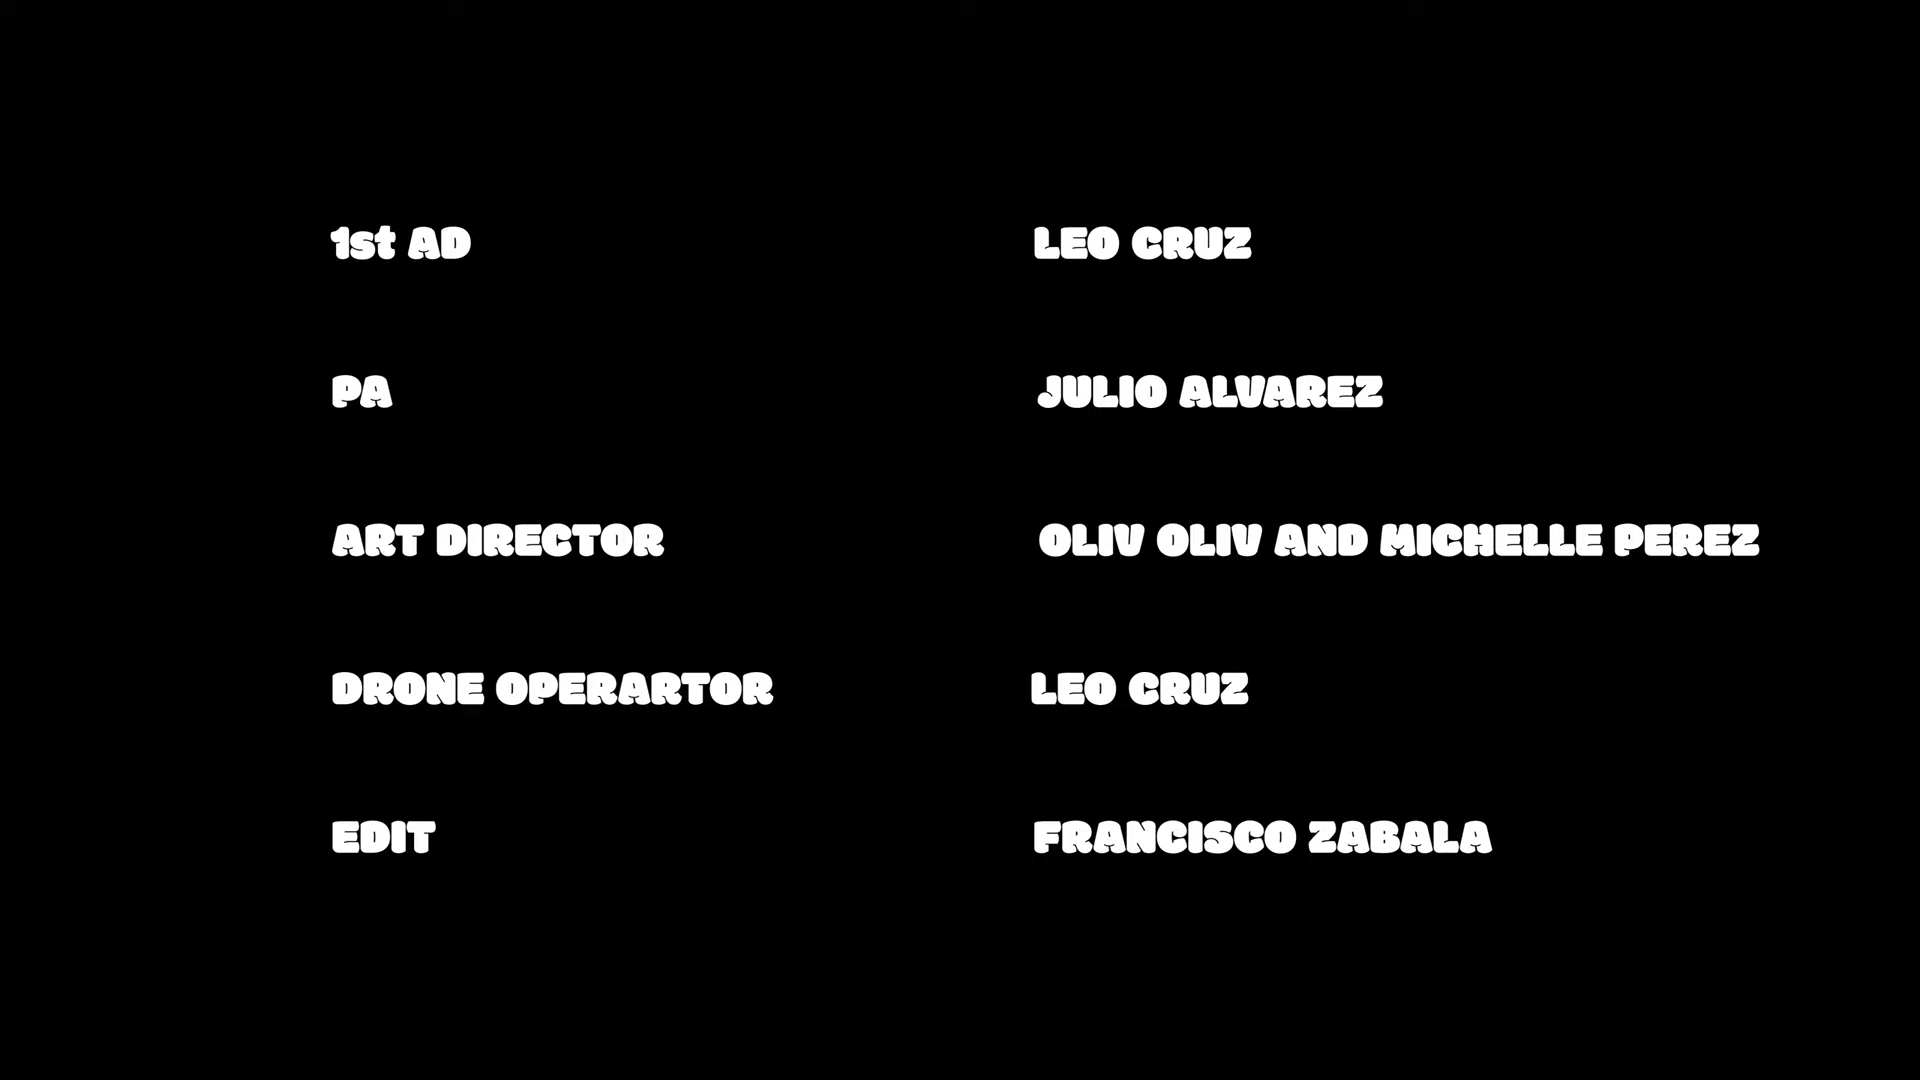 1st AD LEO CRUZ
PA JULIO ALVAREZ
ART DIRECTOR OLIV OLIV AND MICHELLE PEREZ
DRONE OPERARTOR LEO CRUZ
EDIT FRANCISCO ZABALA